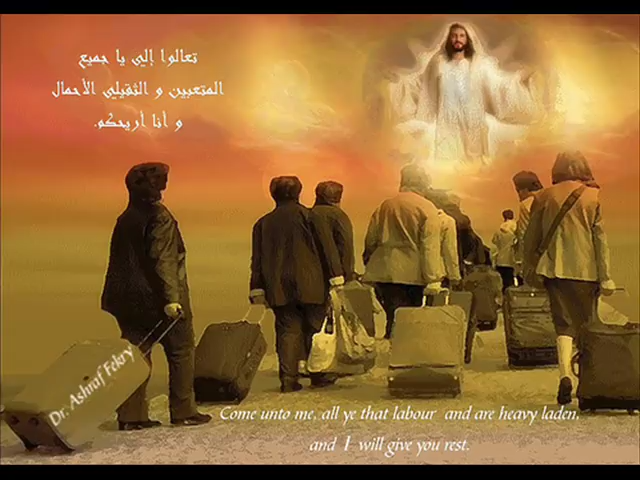 تعالوا إلي يا جميع
المتعبين و الثقيلي الأحمال
و أنا أريحكم.
Dr. Ashraf Fekry
Come unto me, all ye that labour and are heavy laden,
and I will give you rest.